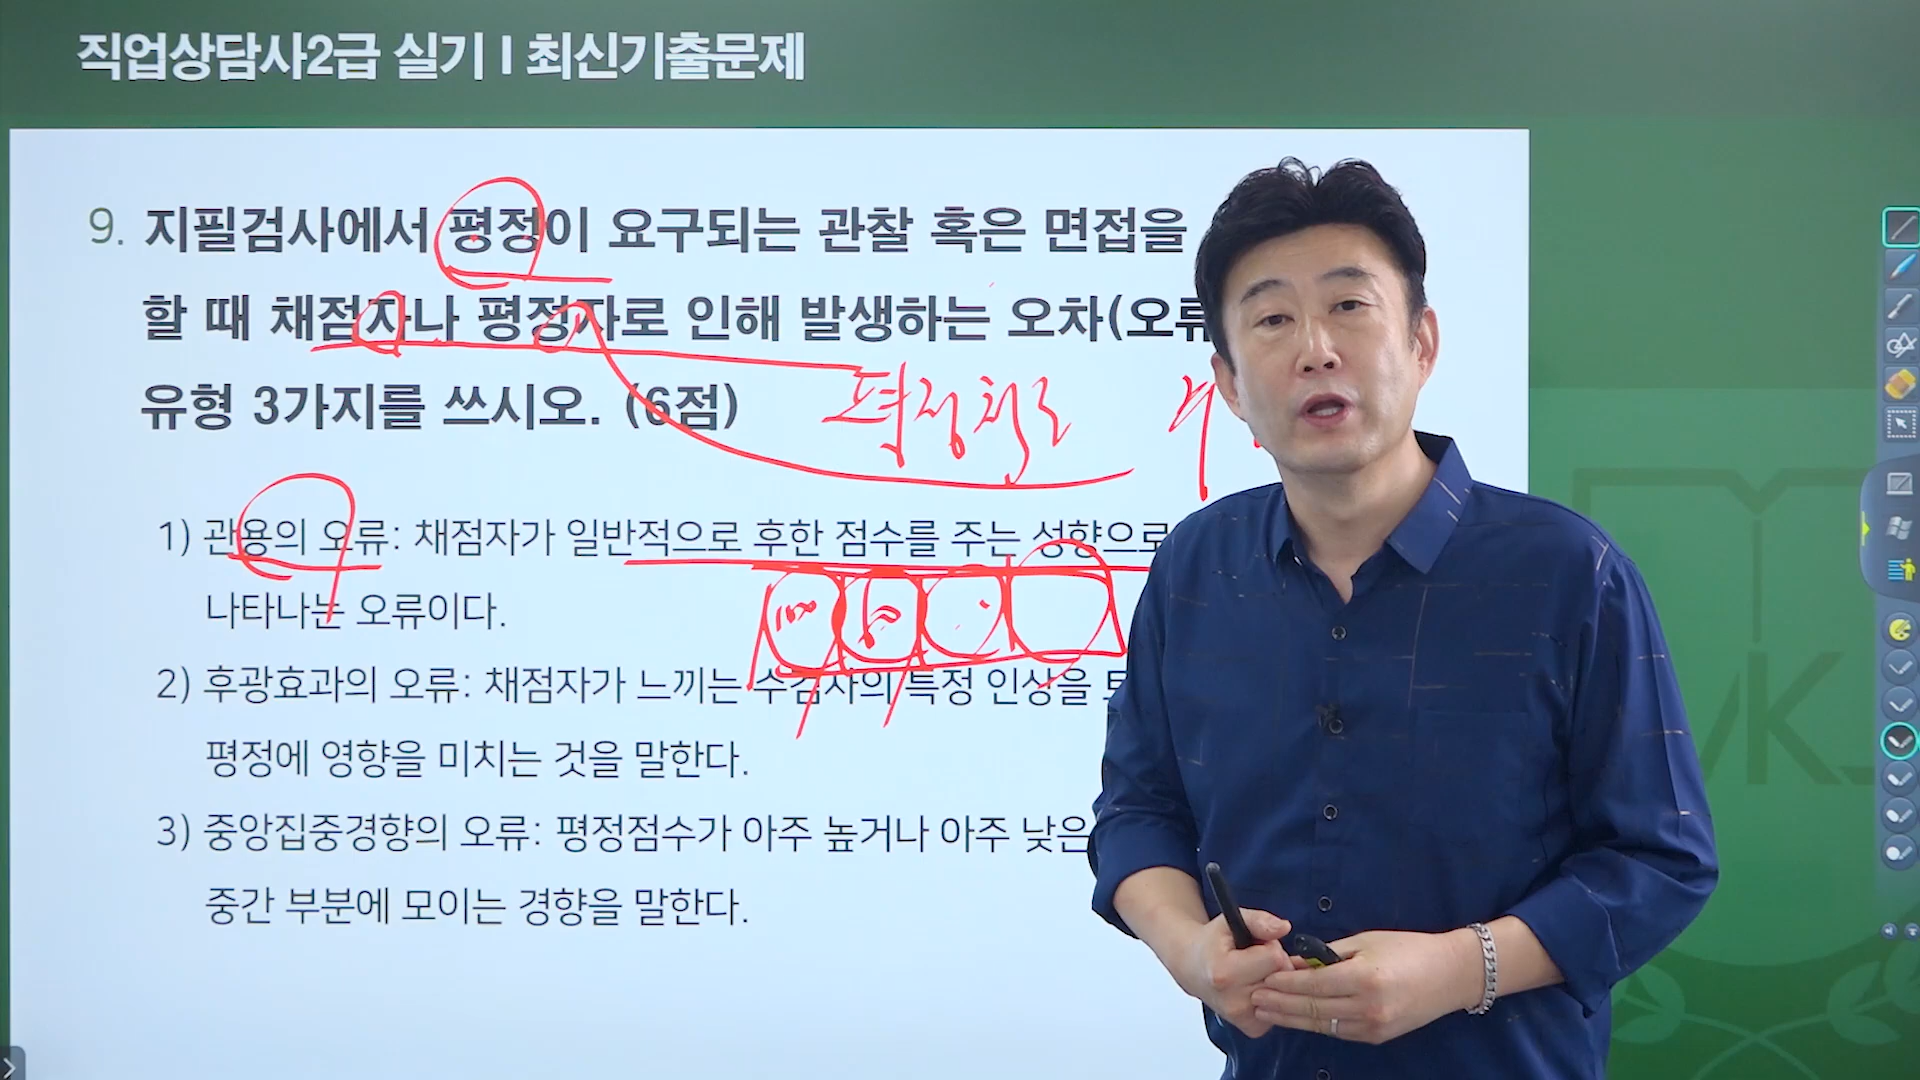 직업상담사2급 실기 I 최신기출문제
9. 지필검사에서 평정이 요구되는 관찰 혹은 면접을
할 때 채점자나 평정자로 인해 발생하는 오차(오류
유형 3가지를 쓰시오. (6점)
평정척도
1) 관용의 오류: 채점자가 일반적으로 후한 점수를 주는 성향으로
100 60
나타나는 오류이다.
2) 후광효과의 오류: 채점자가 느끼는 수검자의 특정 인상을
평정에 영향을 미치는 것을 말한다.
3) 중앙집중경향의 오류: 평정점수가 아주 높거나 아주 낮은
중간 부분에 모이는 경향을 말한다.